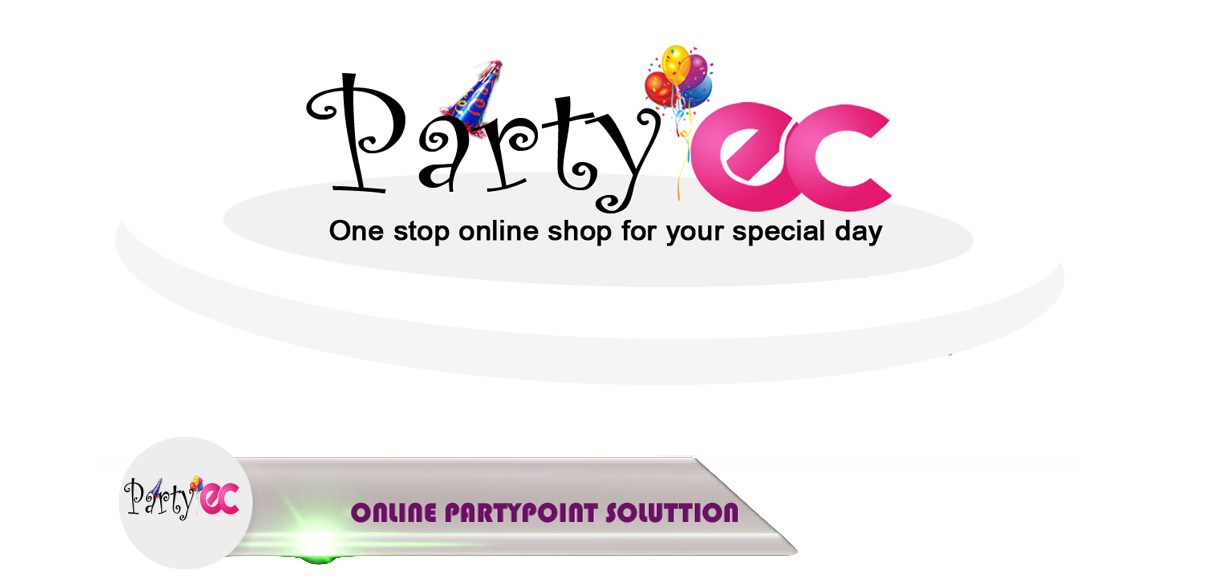 Party ec
One stop online shop for your special day
Party ec
ONLINE PARTYPOINT SOLUTTION